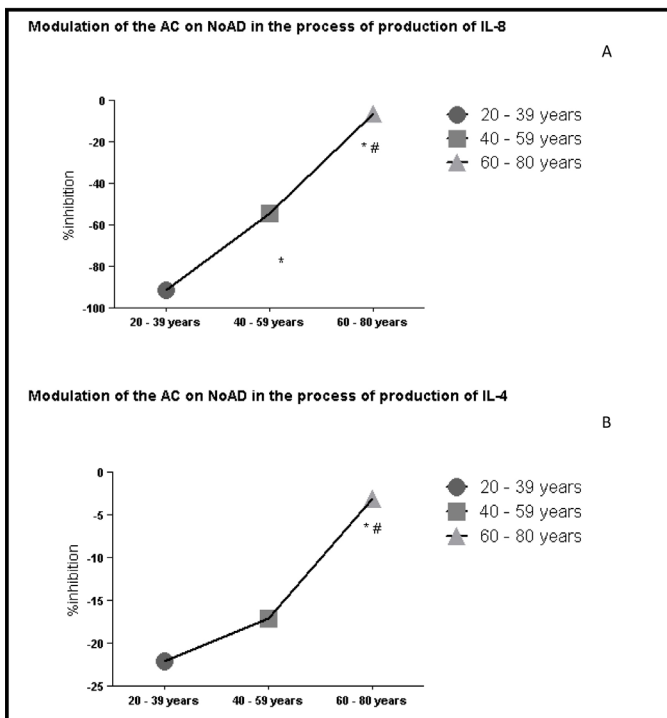 Modulation of the AC on NoAD in the process of production of IL-8
A
0
-20
-40
-60
-80
-100
%inhibition
* #
*
20 - 39 years
40 - 59 years
60 - 80 years
20 - 39 years
40 - 59 years
60 - 80 years
Modulation of the AC on NoAD in the process of production of IL-4
B
0
-5
-10
-15
-20
-25
%inhibition
* #
20 - 39 years
40 - 59 years
60 - 80 years
20 - 39 years
40 - 59 years
60 - 80 years